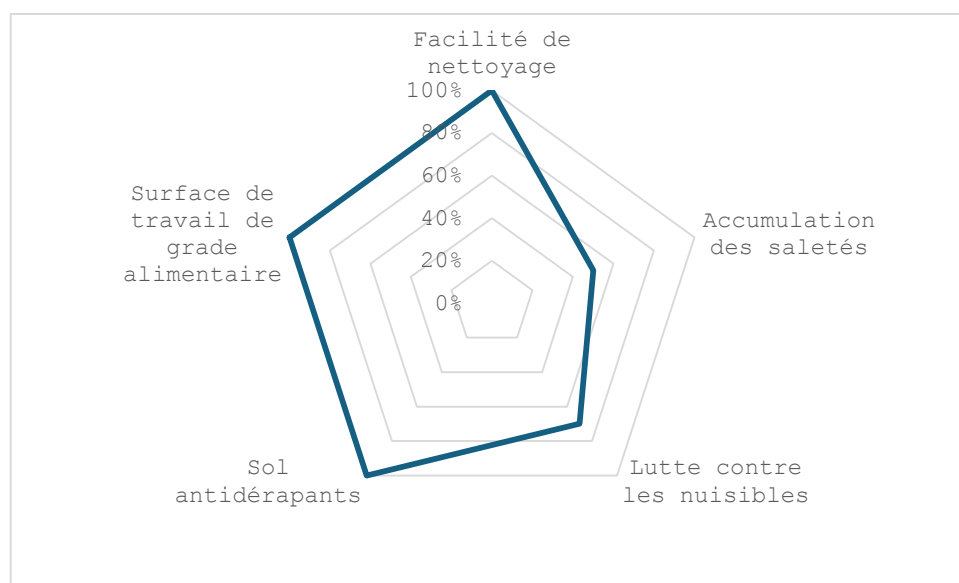 Facilité de
nettoyage
100%
80%
60%
40%
20%
0%
Accumulation
des saletés
Lutte contre
les nuisibles
Sol
antidérapants
Surface de
travail de
grade
alimentaire